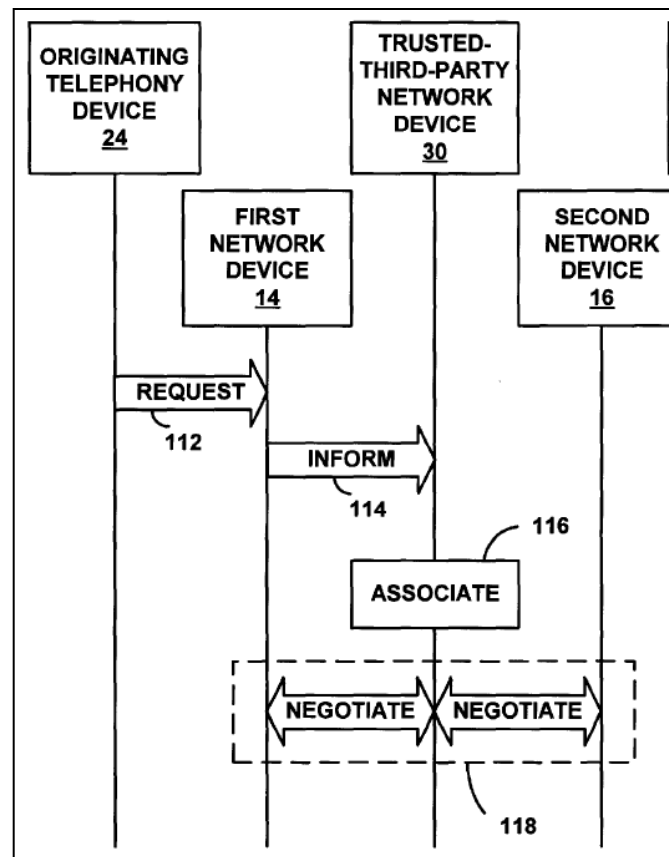 ORIGINATING
TELEPHONY
DEVICE
24
TRUSTED-
THIRD-PARTY
NETWORK
DEVICE
30
FIRST
NETWORK
DEVICE
14
SECOND
NETWORK
DEVICE
16
REQUEST
112
INFORM
114
116
ASSOCIATE
NEGOTIATE
NEGOTIATE
118